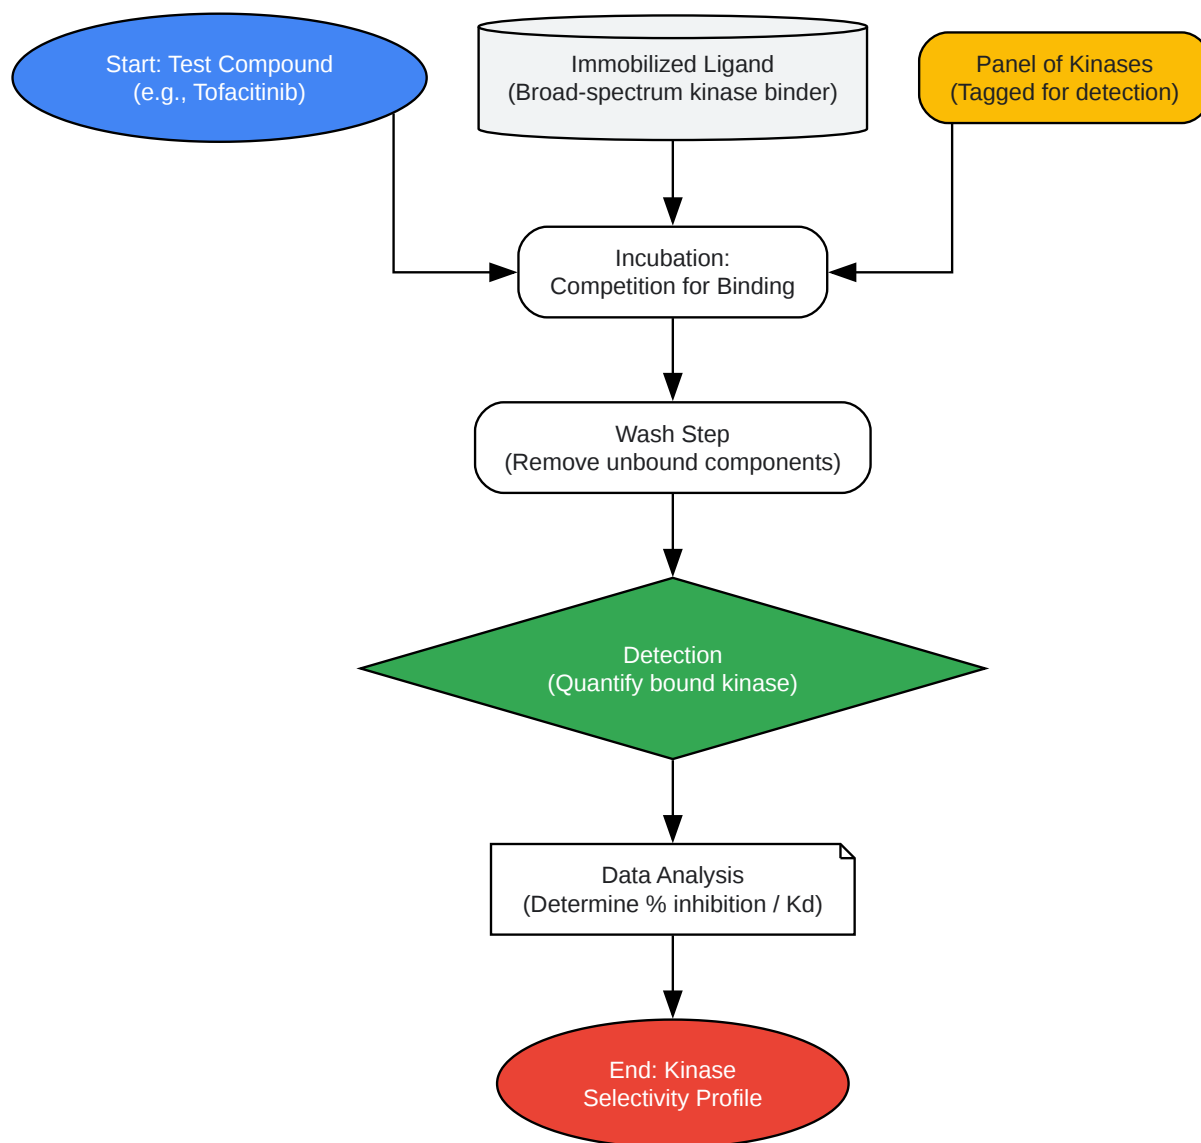 Start: Test Compound
(e.g., Tofacitinib)
Immobilized Ligand
(Broad-spectrum kinase binder)
Panel of Kinases
(Tagged for detection)
Incubation:
Competition for Binding
Wash Step
(Remove unbound components)
Detection
(Quantify bound kinase)
Data Analysis
(Determine % inhibition / Kd)
End: Kinase
Selectivity Profile